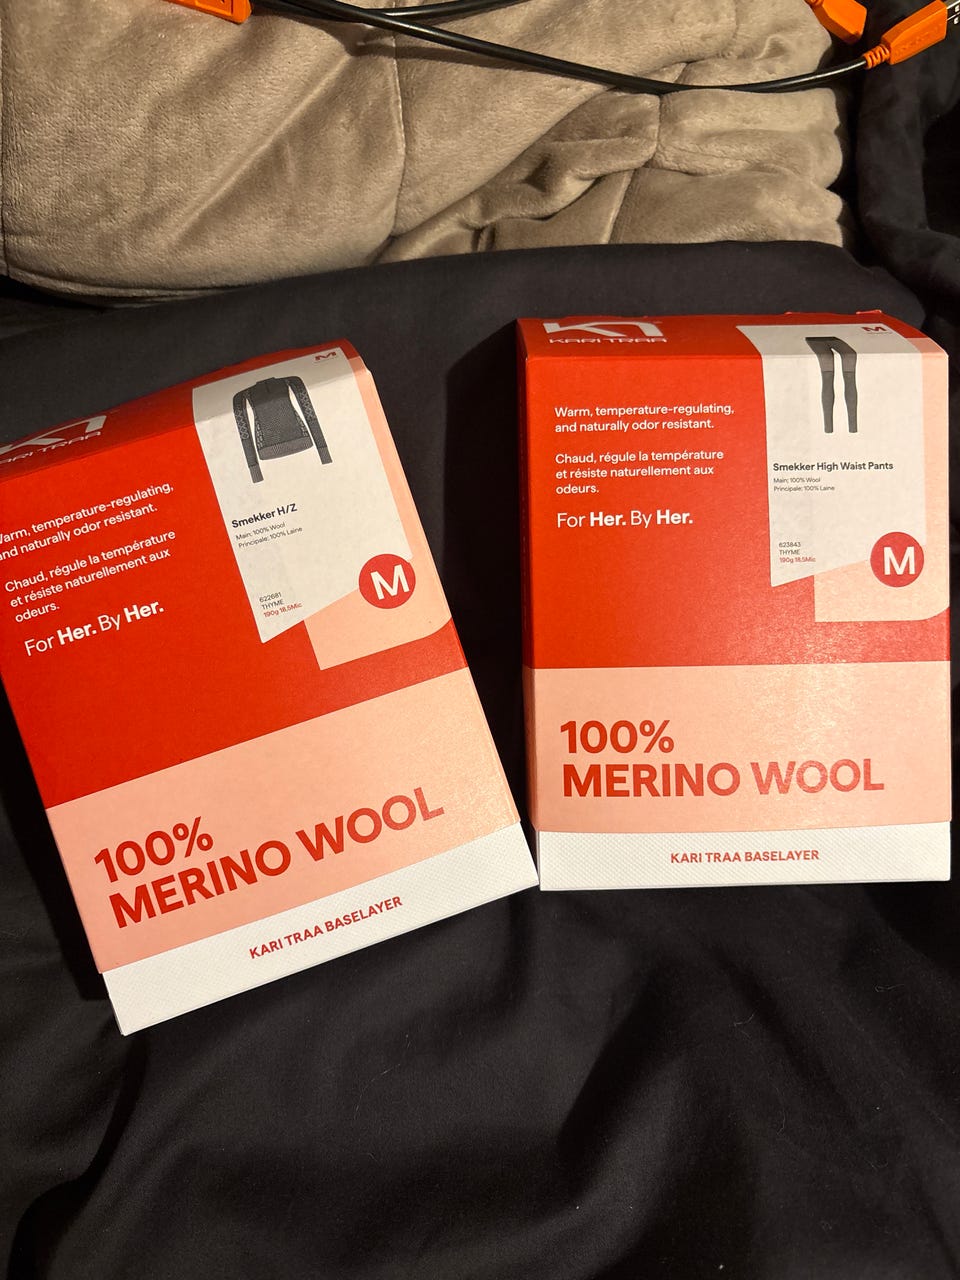 M
KARI TRAA
Warm, temperature-regulating,
and naturally odor resistant.
Chaud, régule la température
et résiste naturellement aux
odeurs.
For Her. By Her.
Smekker H/Z
Main: 100% Wool
Principale: 100% Laine
622681
THYME
190g 18,5Mic
M
100%
MERINO WOOL
KARI TRAA BASELAYER
KARI TRAA
M
Warm, temperature-regulating,
and naturally odor resistant.
Chaud, régule la température
et résiste naturellement aux
odeurs.
For Her. By Her.
Smekker High Waist Pants
Main: 100% Wool
Principale: 100% Laine
623843
THYME
190g 18,5Mic
M
100%
MERINO WOOL
KARI TRAA BASELAYER